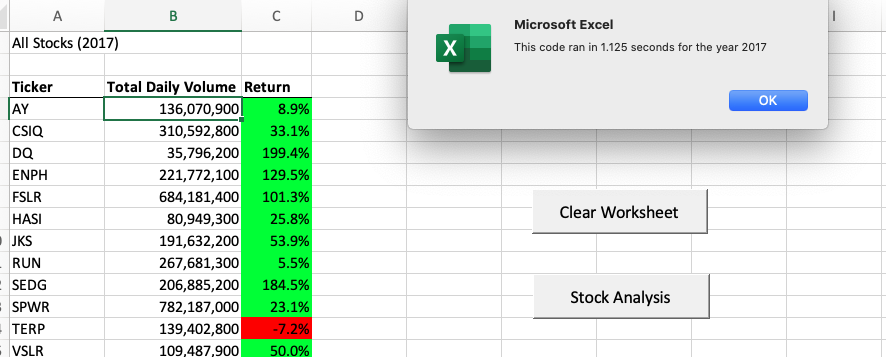 A B C D I
Microsoft Excel
This code ran in 1.125 seconds for the year 2017
OK
All Stocks (2017)
Ticker Total Daily Volume Return
AY 136,070,900 8.9%
CSIQ 310,592,800 33.1%
DQ 35,796,200 199.4%
ENPH 221,772,100 129.5%
FSLR 684,181,400 101.3%
HASI 80,949,300 25.8%
JKS 191,632,200 53.9%
RUN 267,681,300 5.5%
SEDG 206,885,200 184.5%
SPWR 782,187,000 23.1%
TERP 139,402,800 -7.2%
VSLR 109,487,900 50.0%
Clear Worksheet
Stock Analysis